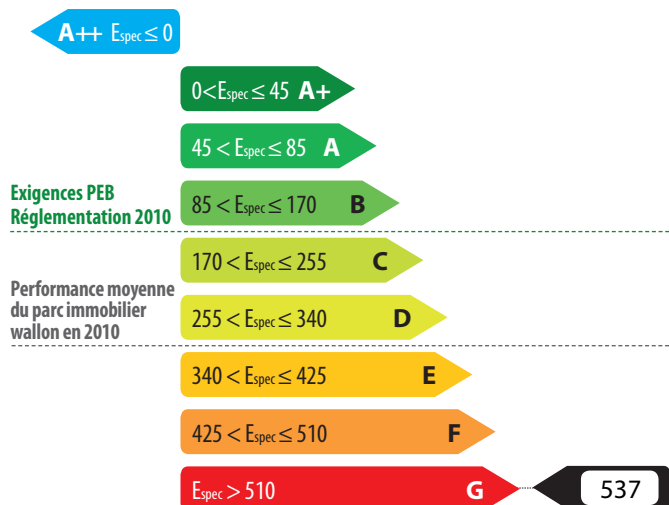 A++ Espec ≤ 0
0<Espec ≤ 45 A+
45 < Espec ≤ 85 A
Exigences PEB
Réglementation 2010
85 < Espec ≤ 170 B
170 < Espec ≤ 255 C
Performance moyenne
du parc immobilier
wallon en 2010
255 < Espec ≤ 340 D
340 < Espec ≤ 425 E
425 < Espec ≤ 510 F
Espec > 510 G 537